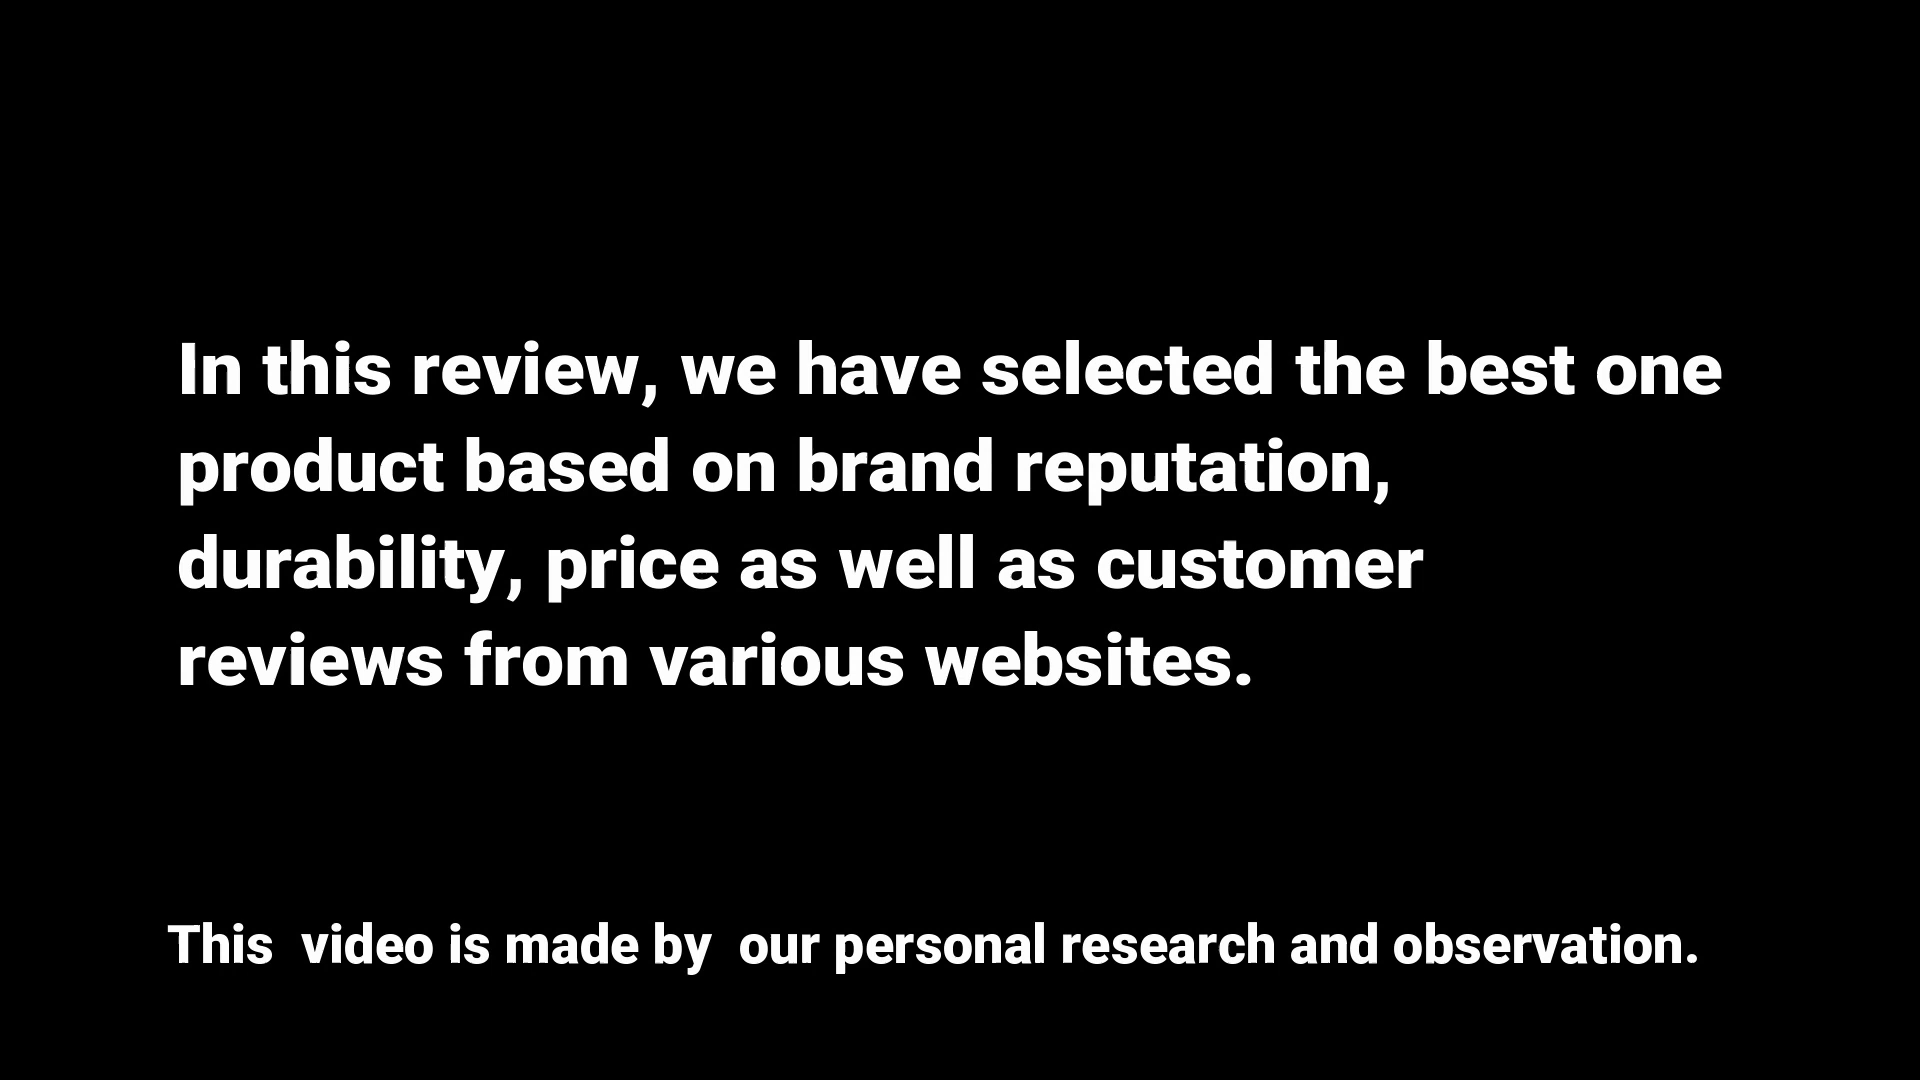 In this review, we have selected the best one
product based on brand reputation,
durability, price as well as customer
reviews from various websites.
This  video is made by  our personal research and observation.